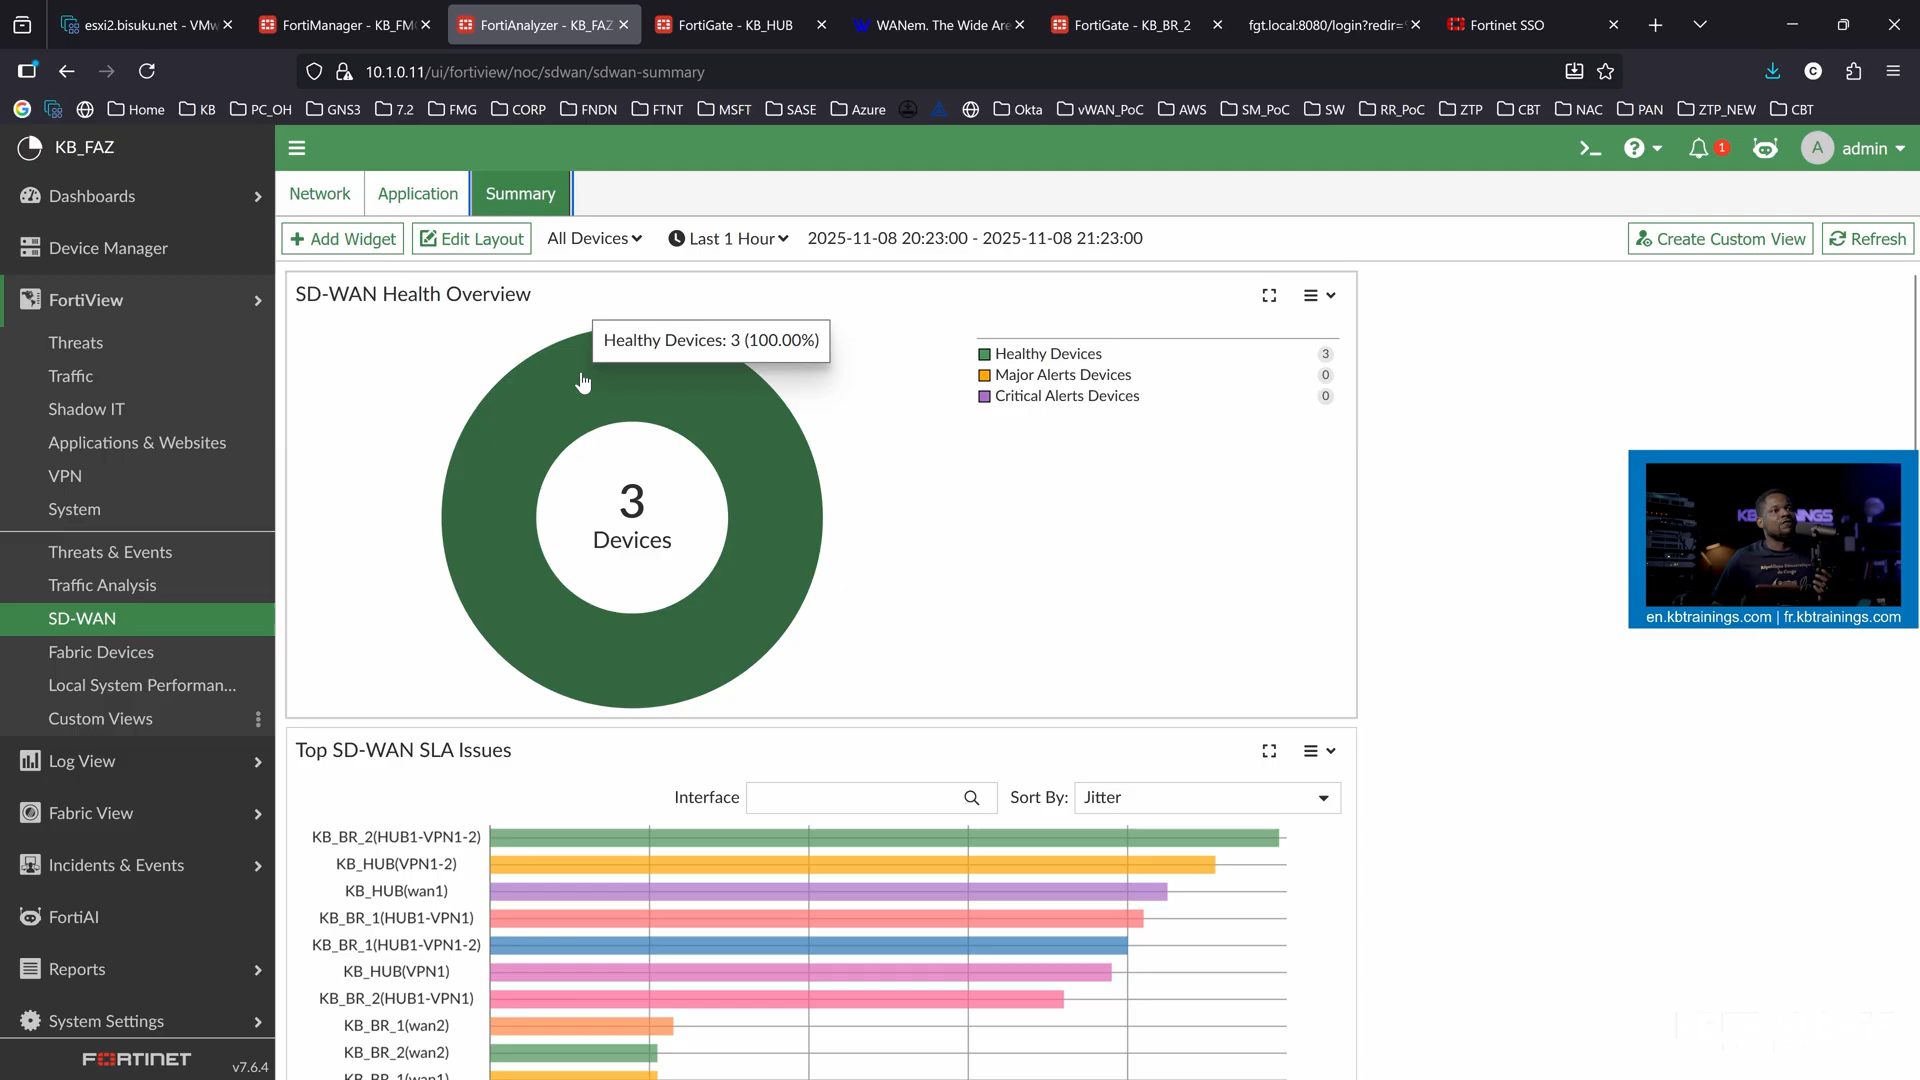 esxi2.bisuku.net - VMw
FortiManager - KB_FM
FortiAnalyzer - KB_FAZ
FortiGate - KB_HUB
WANem. The Wide Are
FortiGate - KB_BR_2
fgt.local:8080/login?redir=
Fortinet SSO
10.1.0.11/ui/fortiview/noc/sdwan/sdwan-summary
Home
KB
PC_OH
GNS3
7.2
FMG
CORP
FNDN
FTNT
MSFT
SASE
Azure
Okta
vWAN_PoC
AWS
SM_PoC
SW
RR_PoC
ZTP
CBT
NAC
PAN
ZTP_NEW
CBT
KB_FAZ
1
A
admin
Dashboards
Device Manager
FortiView
Threats
Traffic
Shadow IT
Applications & Websites
VPN
System
Threats & Events
Traffic Analysis
SD-WAN
Fabric Devices
Local System Performan...
Custom Views
Log View
Fabric View
Incidents & Events
FortiAI
Reports
System Settings
FORTINET
v7.6.4
Network
Application
Summary
Add Widget
Edit Layout
All Devices
Last 1 Hour
2025-11-08 20:23:00 - 2025-11-08 21:23:00
Create Custom View
Refresh
SD-WAN Health Overview
Healthy Devices: 3 (100.00%)
3
Devices
Healthy Devices 3
Major Alerts Devices 0
Critical Alerts Devices 0
en.kbtrainings.com | fr.kbtrainings.com
Top SD-WAN SLA Issues
Interface
Sort By: Jitter
KB_BR_2(HUB1-VPN1-2)
KB_HUB(VPN1-2)
KB_HUB(wan1)
KB_BR_1(HUB1-VPN1)
KB_BR_1(HUB1-VPN1-2)
KB_HUB(VPN1)
KB_BR_2(HUB1-VPN1)
KB_BR_1(wan2)
KB_BR_2(wan2)
KB_BR_1(wan1)